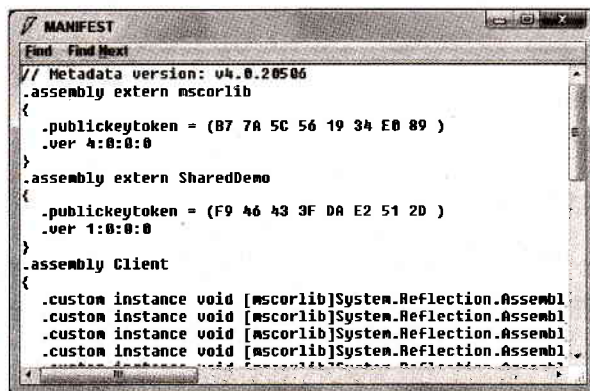 MANIFEST
Find Find Next
// Metadata version: v4.0.20506
.assembly extern mscorlib
{
.publickeytoken = (B7 7A 5C 56 19 34 E0 89 )
.ver 4:0:0:0
}
.assembly extern SharedDemo
{
.publickeytoken = (F9 46 43 3F DA E2 51 2D )
.ver 1:0:0:0
}
.assembly Client
{
.custom instance void [mscorlib]System.Reflection.Assembl
.custom instance void [mscorlib]System.Reflection.Assembl
.custom instance void [mscorlib]System.Reflection.Assembl
.custom instance void [mscorlib]System.Reflection.Assembl